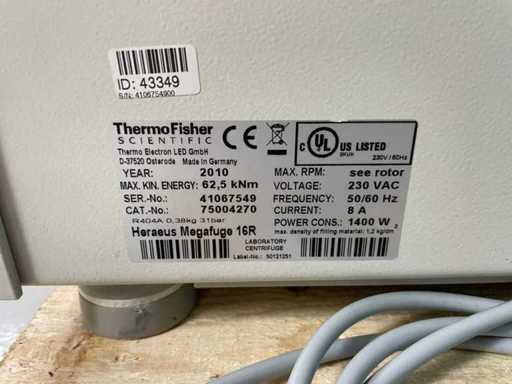 ID: 43349
S/N: 4106754900
ThermoFisher
SCIENTIFIC
Thermo Electron LED GmbH
D-37520 Osterode Made in Germany
CE
C UL US LISTED
230V / 60Hz
YEAR: 2010
MAX. KIN. ENERGY: 62,5 kNm
SER.-No.: 41067549
CAT.-No.: 75004270
R404A 0,38kg 31bar
Heraeus Megafuge 16R
MAX. RPM: see rotor
VOLTAGE: 230 VAC
FREQUENCY: 50/60 Hz
CURRENT: 8 A
POWER CONS.: 1400 W
max. density of filling material: 1,2 kg/dm3
LABORATORY
CENTRIFUGE
Label-No.: 50121251